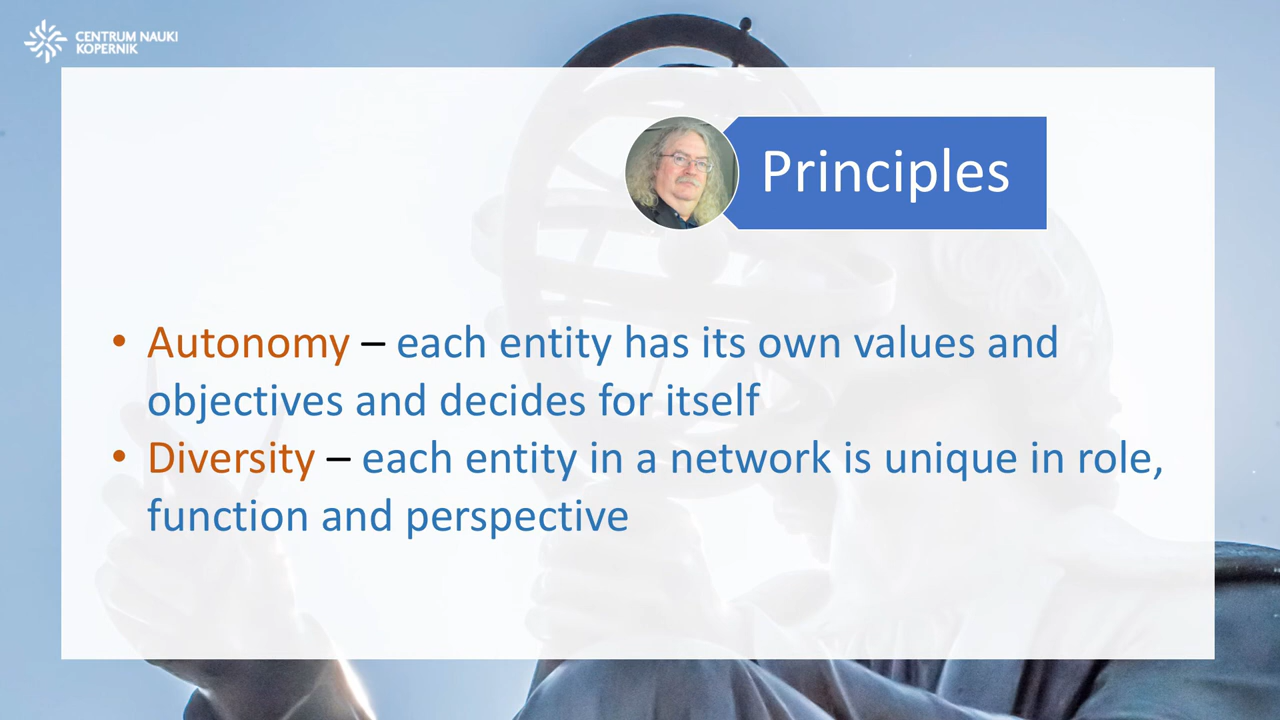 CENTRUM NAUKI
KOPERNIK
Principles
• Autonomy – each entity has its own values and
objectives and decides for itself
• Diversity – each entity in a network is unique in role,
function and perspective